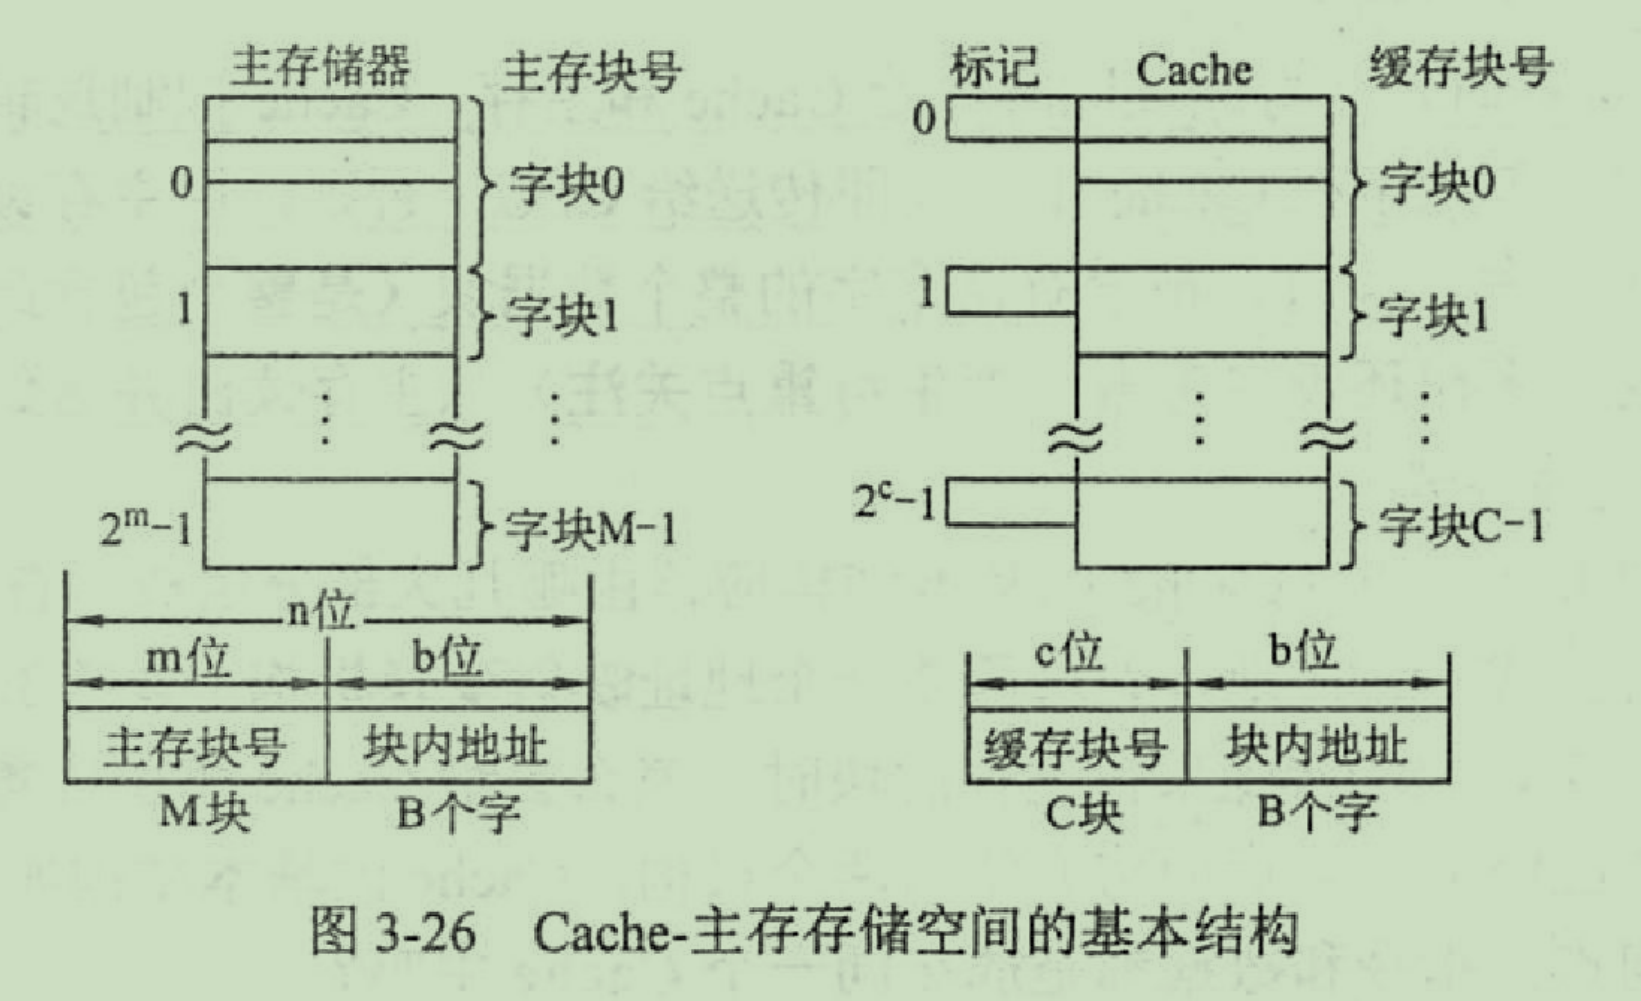 主存储器 主存块号 标记 Cache 缓存块号
0
0 字块0 字块0
1 字块1 1 字块1
⋮ ⋮ ⋮ ⋮
2ᵐ-1 字块M-1 2ᶜ-1 字块C-1
n位
m位 b位 c位 b位
主存块号 块内地址 缓存块号 块内地址
M块 B个字 C块 B个字
图 3-26 Cache-主存存储空间的基本结构